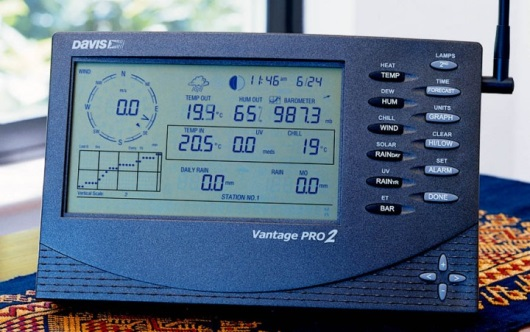 DAVIS
WIND
N
W
E
S
0.0
11:46 am 6/24
TEMP OUT HUM OUT BAROMETER
19.9°C 65% 987.3 mb
TEMP IN UV CHILL
20.5°C 0.0 19°C
DAILY RAIN RAIN MO
0.0 mm 0.0 mm
STATION NO.1
Vertical Scale: 2
Vantage PRO2
LAMPS
2ND
HEAT
TEMP
TIME
FORECAST
DEW
HUM
UNITS
GRAPH
CHILL
WIND
CLEAR
HI/LOW
SOLAR
RAINDAY
SET
ALARM
UV
RAINYR
DONE
ET
BAR